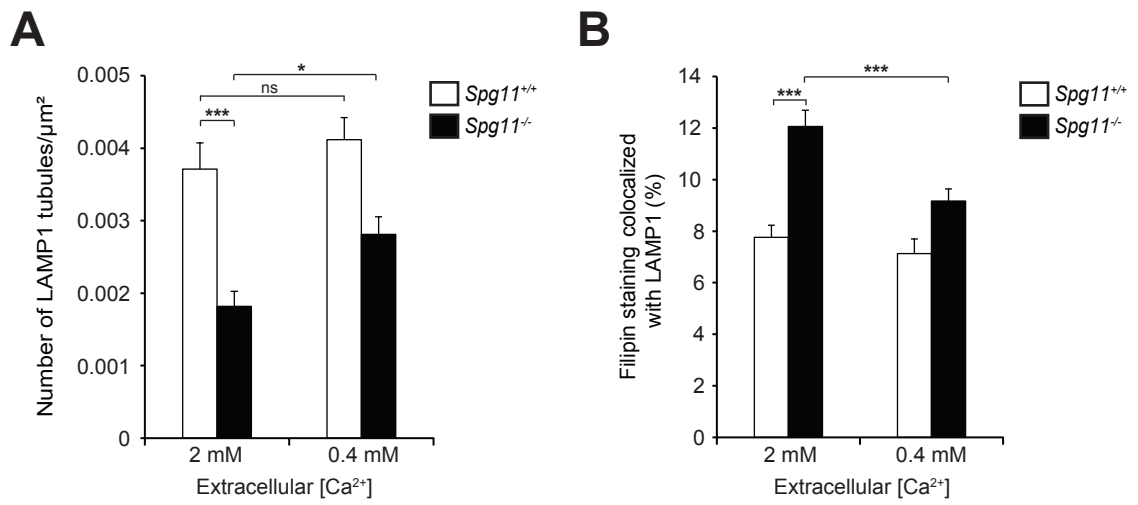 A
Number of LAMP1 tubules/µm²
0.005
0.004
0.003
0.002
0.001
0
*
ns
***
Spg11+/+
Spg11-/-
2 mM
0.4 mM
Extracellular [Ca2+]
B
Filipin staining colocalized
with LAMP1 (%)
14
12
10
8
6
4
2
0
***
***
Spg11+/+
Spg11-/-
2 mM
0.4 mM
Extracellular [Ca2+]